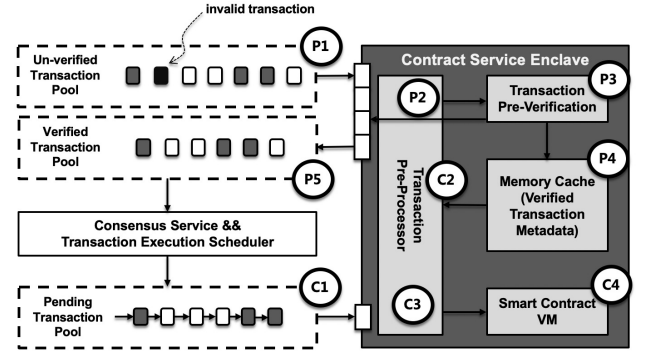 invalid transaction
P1
Un-verified
Transaction
Pool
Contract Service Enclave
P2
Transaction
Pre-Verification
P3
Verified
Transaction
Pool
P5
Transaction
Pre-Processor
C2
P4
Memory Cache
(Verified
Transaction
Metadata)
Consensus Service &&
Transaction Execution Scheduler
C1
Pending
Transaction
Pool
C3
C4
Smart Contract
VM